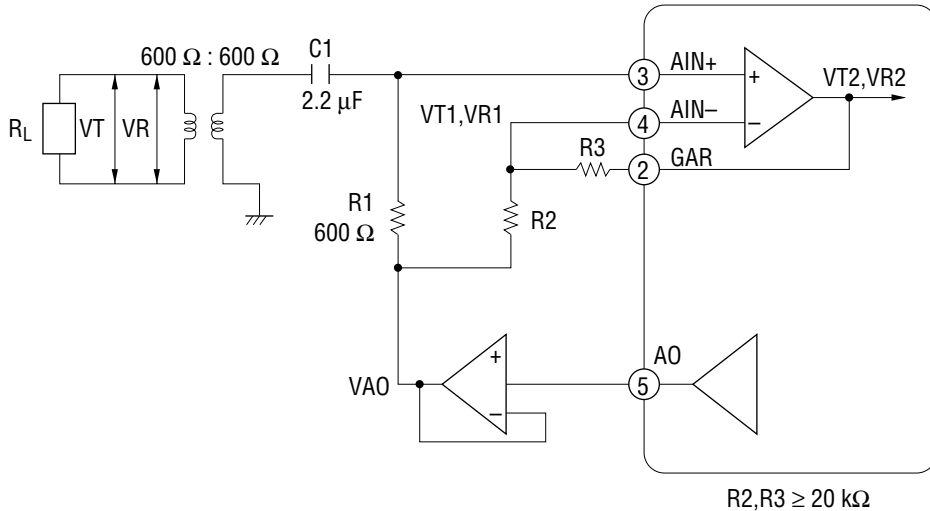 600 Ω : 600 Ω
C1
2.2 μF
RL
VT
VR
VT1,VR1
R1
600 Ω
R2
R3
3
AIN+
4
AIN–
2
GAR
+
–
VT2,VR2
VAO
+
–
5
AO
R2,R3 ≥ 20 kΩ